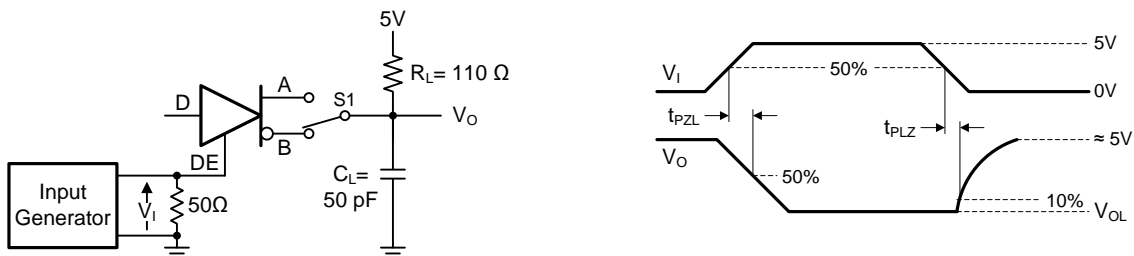 5V
R_L= 110 Ω
A
S1
D
V_O
B
DE
C_L=
50 pF
Input
Generator
V_I
50Ω
5V
V_I
50%
0V
t_PZL
t_PLZ
V_O
≈ 5V
50%
10%
V_OL